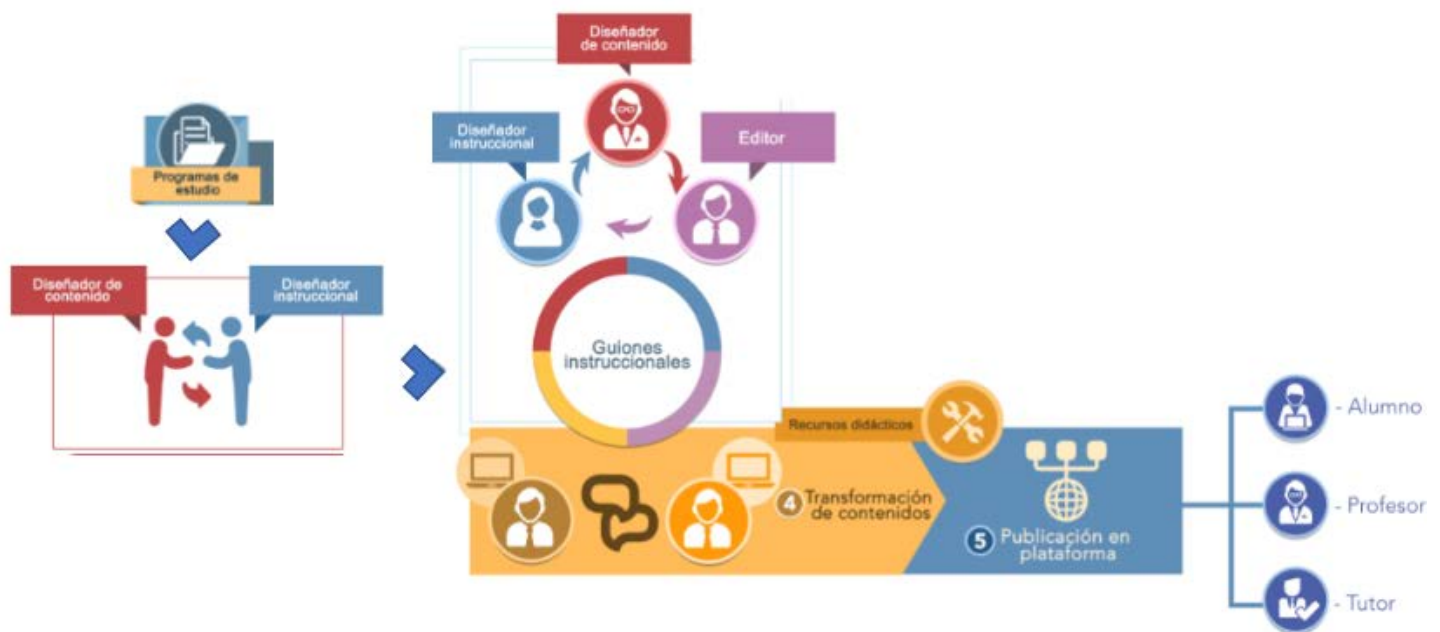 Programas de
estudio
Diseñador de
contenido
Diseñador
instruccional
Diseñador
de contenido
Diseñador
instruccional
Editor
Guiones
instruccionales
Recursos didácticos
4 Transformación
de contenidos
5 Publicación en
plataforma
- Alumno
- Profesor
- Tutor